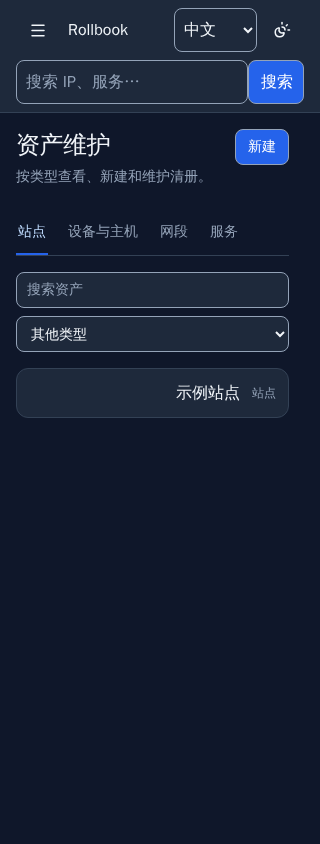 Rollbook
中文
搜索 IP、服务…
搜索
资产维护
新建
按类型查看、新建和维护清册。
站点 设备与主机 网段 服务
搜索资产
其他类型
示例站点 站点